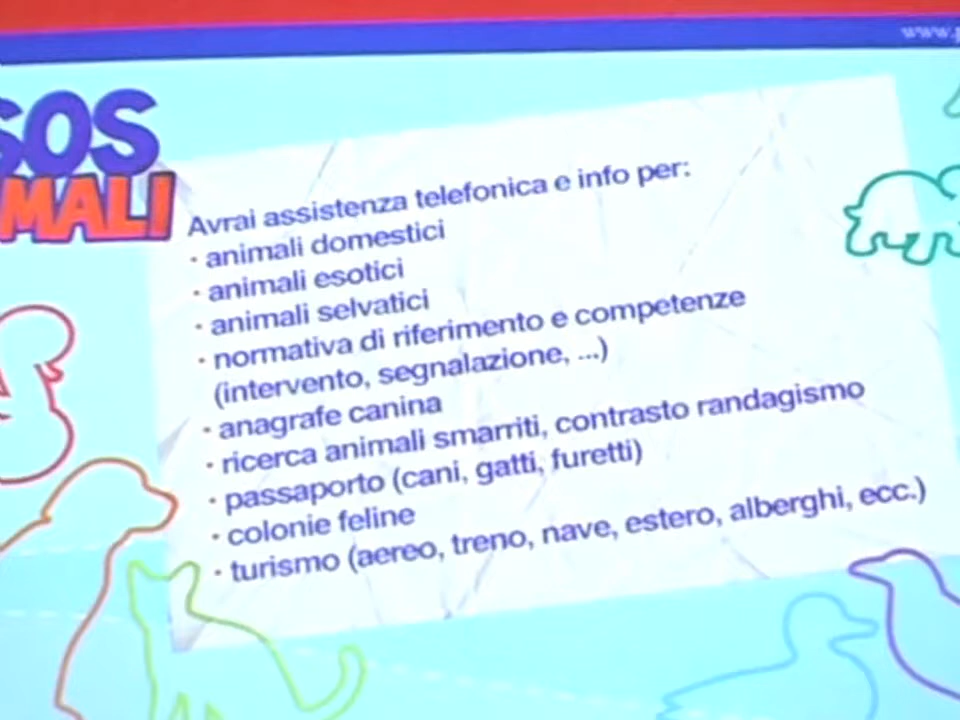 www.
SOS
MALI
Avrai assistenza telefonica e info per:
· animali domestici
· animali esotici
· animali selvatici
· normativa di riferimento e competenze
(intervento, segnalazione, ...)
· anagrafe canina
· ricerca animali smarriti, contrasto randagismo
· passaporto (cani, gatti, furetti)
· colonie feline
· turismo (aereo, treno, nave, estero, alberghi, ecc.)